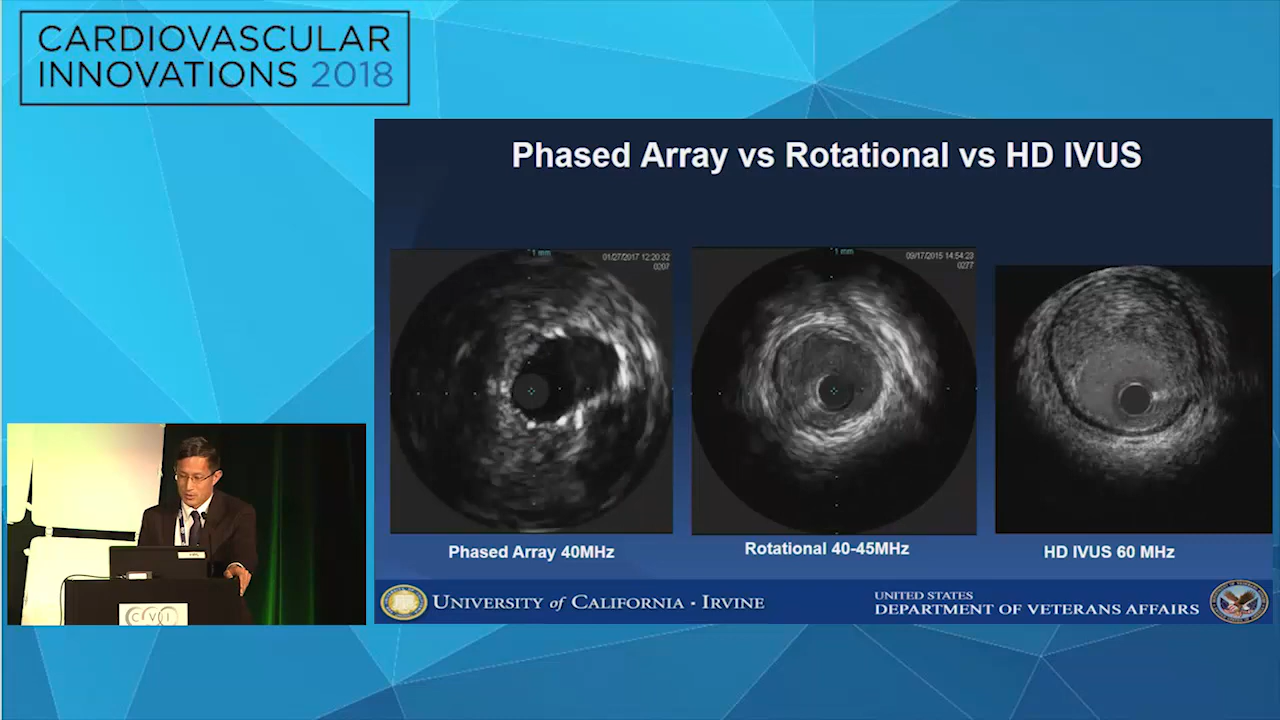 CARDIOVASCULAR
INNOVATIONS 2018
Phased Array vs Rotational vs HD IVUS
1 mm
01/27/2017 12:20:32
0207
1 mm
09/17/2015 14:54:23
0277
Phased Array 40MHz
Rotational 40-45MHz
HD IVUS 60 MHz
UNIVERSITY of CALIFORNIA · IRVINE
UNITED STATES
DEPARTMENT OF VETERANS AFFAIRS
CVI